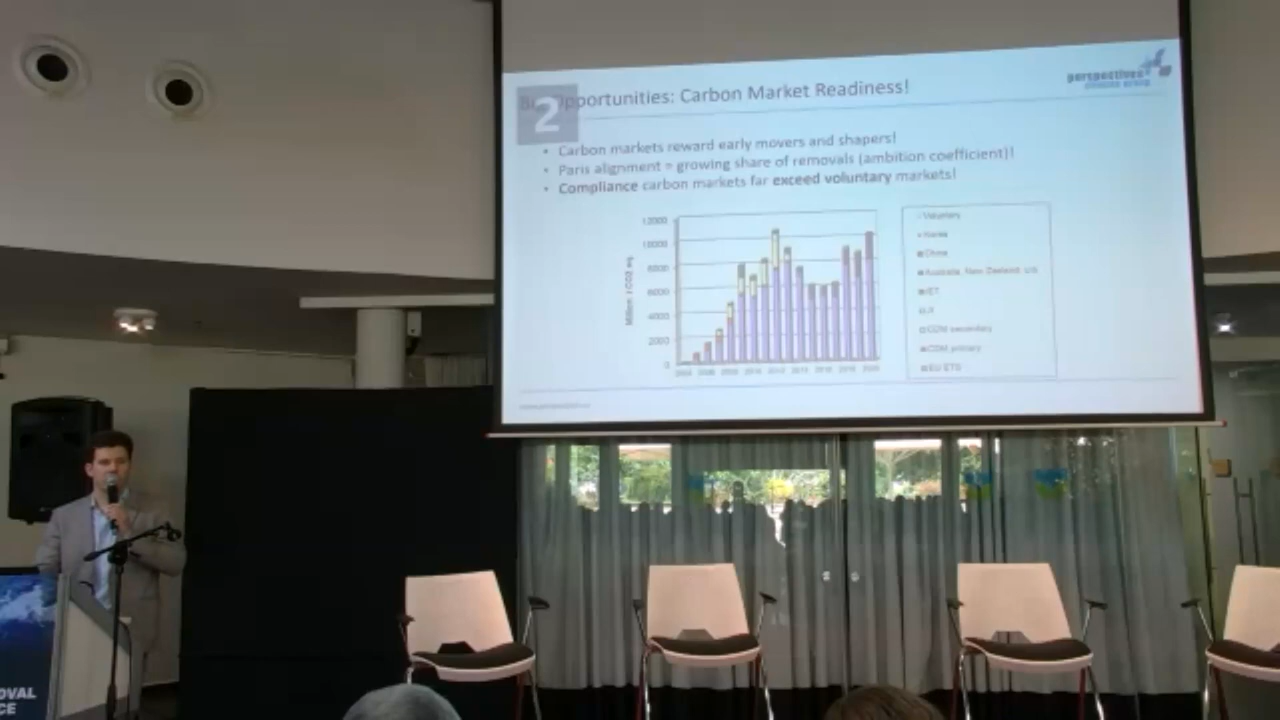 2
Opportunities: Carbon Market Readiness!
perspectives
climate group
• Carbon markets reward early movers and shapers!
• Paris alignment = growing share of removals (ambition coefficient)!
• Compliance carbon markets far exceed voluntary markets!
Million t CO2 eq
12000
10000
8000
6000
4000
2000
0
Voluntary
Korea
China
Australia, New Zealand, US
IET
JI
CDM secondary
CDM primary
EU ETS
OVAL
CE